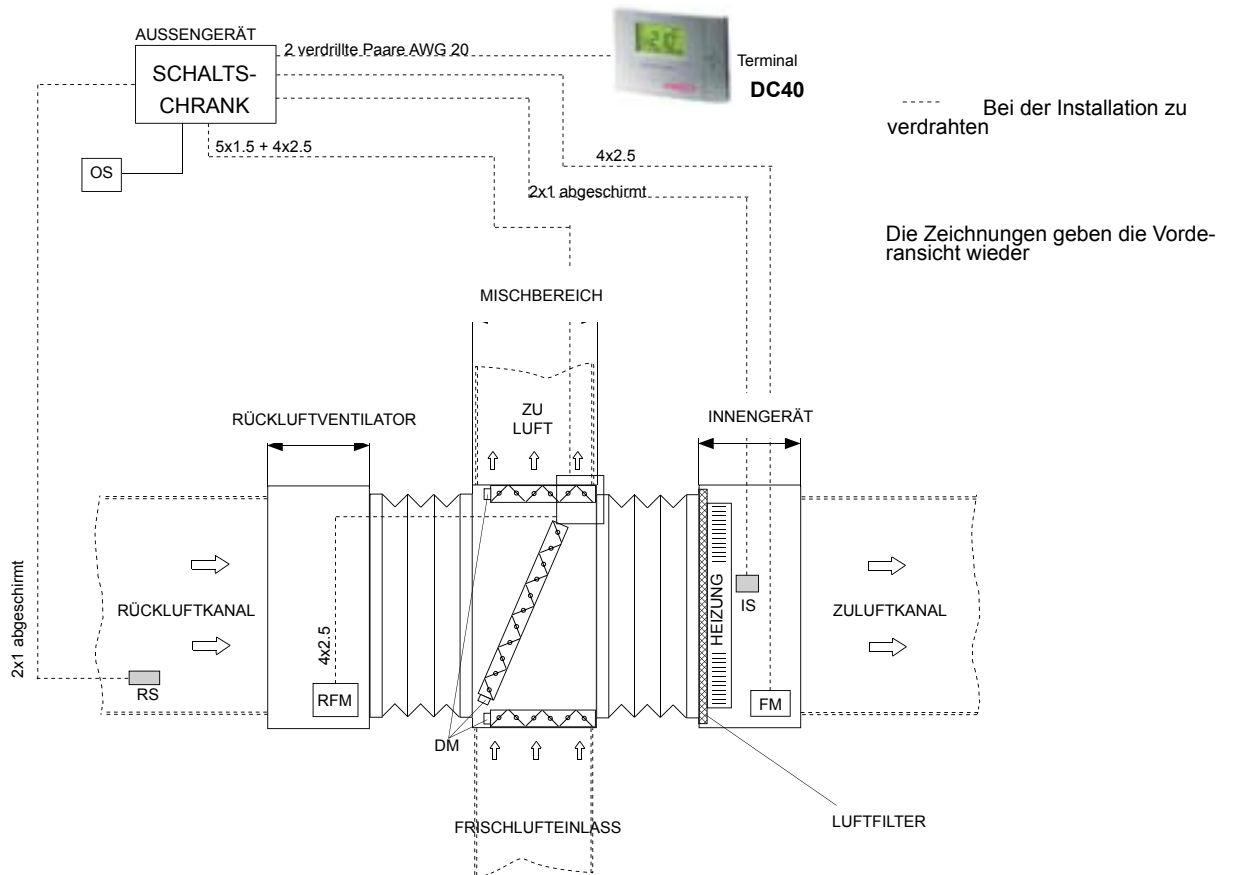 AUSSENGERÄT
SCHALTS-
CHRANK
2 verdrillte Paare AWG 20
Terminal
DC40
Bei der Installation zu
verdrahten
5x1.5 + 4x2.5
4x2.5
OS
2x1 abgeschirmt
Die Zeichnungen geben die Vorde-
ransicht wieder
MISCHBEREICH
RÜCKLUFTVENTILATOR
ZU
LUFT
INNENGERÄT
2x1 abgeschirmt
RÜCKLUFTKANAL
4x2.5
HEIZUNG
IS
ZULUFTKANAL
RS
RFM
FM
DM
FRISCHLUFTEINLASS
LUFTFILTER